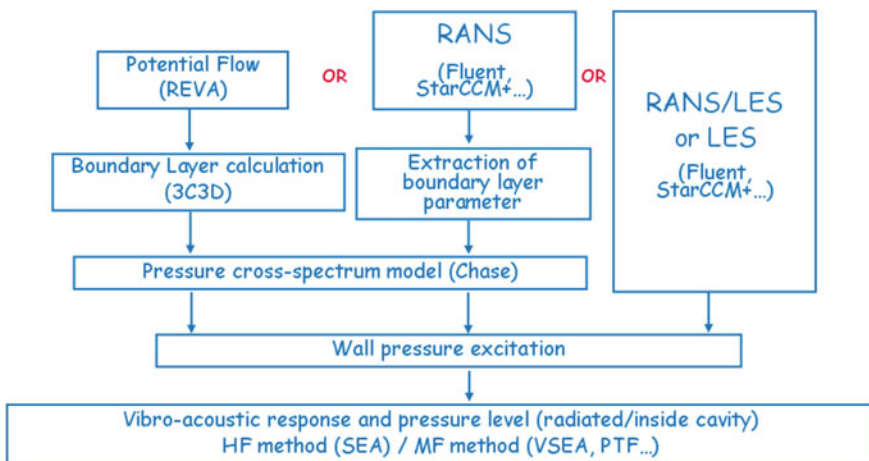 Potential Flow
(REVA)
OR
RANS
(Fluent,
StarCCM+...)
OR
RANS/LES
or LES
(Fluent,
StarCCM+...)
Boundary Layer calculation
(3C3D)
Extraction of
boundary layer
parameter
Pressure cross-spectrum model (Chase)
Wall pressure excitation
Vibro-acoustic response and pressure level (radiated/inside cavity)
HF method (SEA) / MF method (VSEA, PTF...)